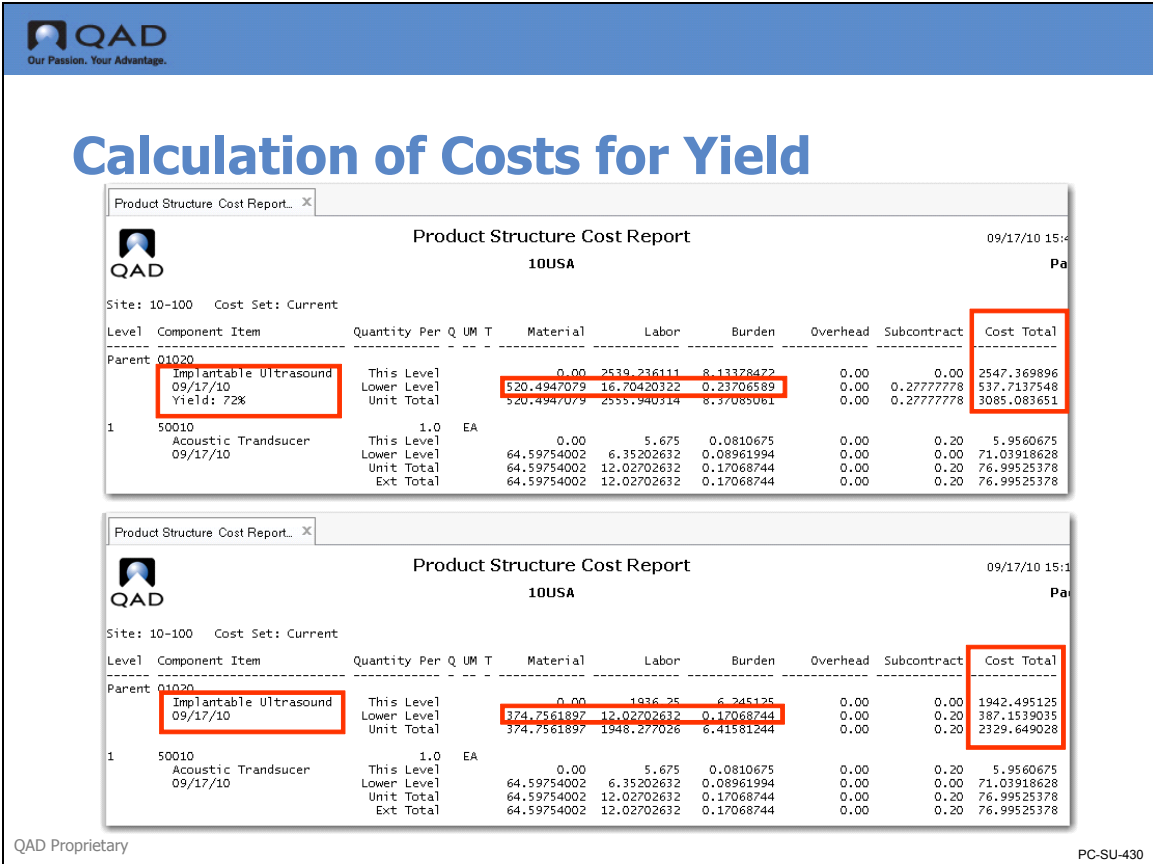 QAD
Our Passion. Your Advantage.
Calculation of Costs for Yield
Product Structure Cost Report... X
Product Structure Cost Report 09/17/10 15:4
10USA Pa
QAD
Site: 10-100 Cost Set: Current
Level Component Item Quantity Per Q UM T Material Labor Burden Overhead Subcontract Cost Total
Parent 01020
Implantable Ultrasound This Level 0.00 2539.236111 8.13378472 0.00 0.00 2547.369896
09/17/10 Lower Level 520.4947079 16.70420322 0.23706589 0.00 0.27777778 537.7137548
Yield: 72% Unit Total 520.4947079 2555.940314 8.37085061 0.00 0.27777778 3085.083651
1 50010 1.0 EA
Acoustic Trandsucer This Level 0.00 5.675 0.0810675 0.00 0.20 5.9560675
09/17/10 Lower Level 64.59754002 6.35202632 0.08961994 0.00 0.00 71.03918628
Unit Total 64.59754002 12.02702632 0.17068744 0.00 0.20 76.99525378
Ext Total 64.59754002 12.02702632 0.17068744 0.00 0.20 76.99525378
Product Structure Cost Report... X
Product Structure Cost Report 09/17/10 15:1
10USA Pa
QAD
Site: 10-100 Cost Set: Current
Level Component Item Quantity Per Q UM T Material Labor Burden Overhead Subcontract Cost Total
Parent 01020
Implantable Ultrasound This Level 0.00 1936.25 6.245125 0.00 0.00 1942.495125
09/17/10 Lower Level 374.7561897 12.02702632 0.17068744 0.00 0.20 387.1539035
Unit Total 374.7561897 1948.277026 6.41581244 0.00 0.20 2329.649028
1 50010 1.0 EA
Acoustic Trandsucer This Level 0.00 5.675 0.0810675 0.00 0.20 5.9560675
09/17/10 Lower Level 64.59754002 6.35202632 0.08961994 0.00 0.00 71.03918628
Unit Total 64.59754002 12.02702632 0.17068744 0.00 0.20 76.99525378
Ext Total 64.59754002 12.02702632 0.17068744 0.00 0.20 76.99525378
QAD Proprietary
PC-SU-430